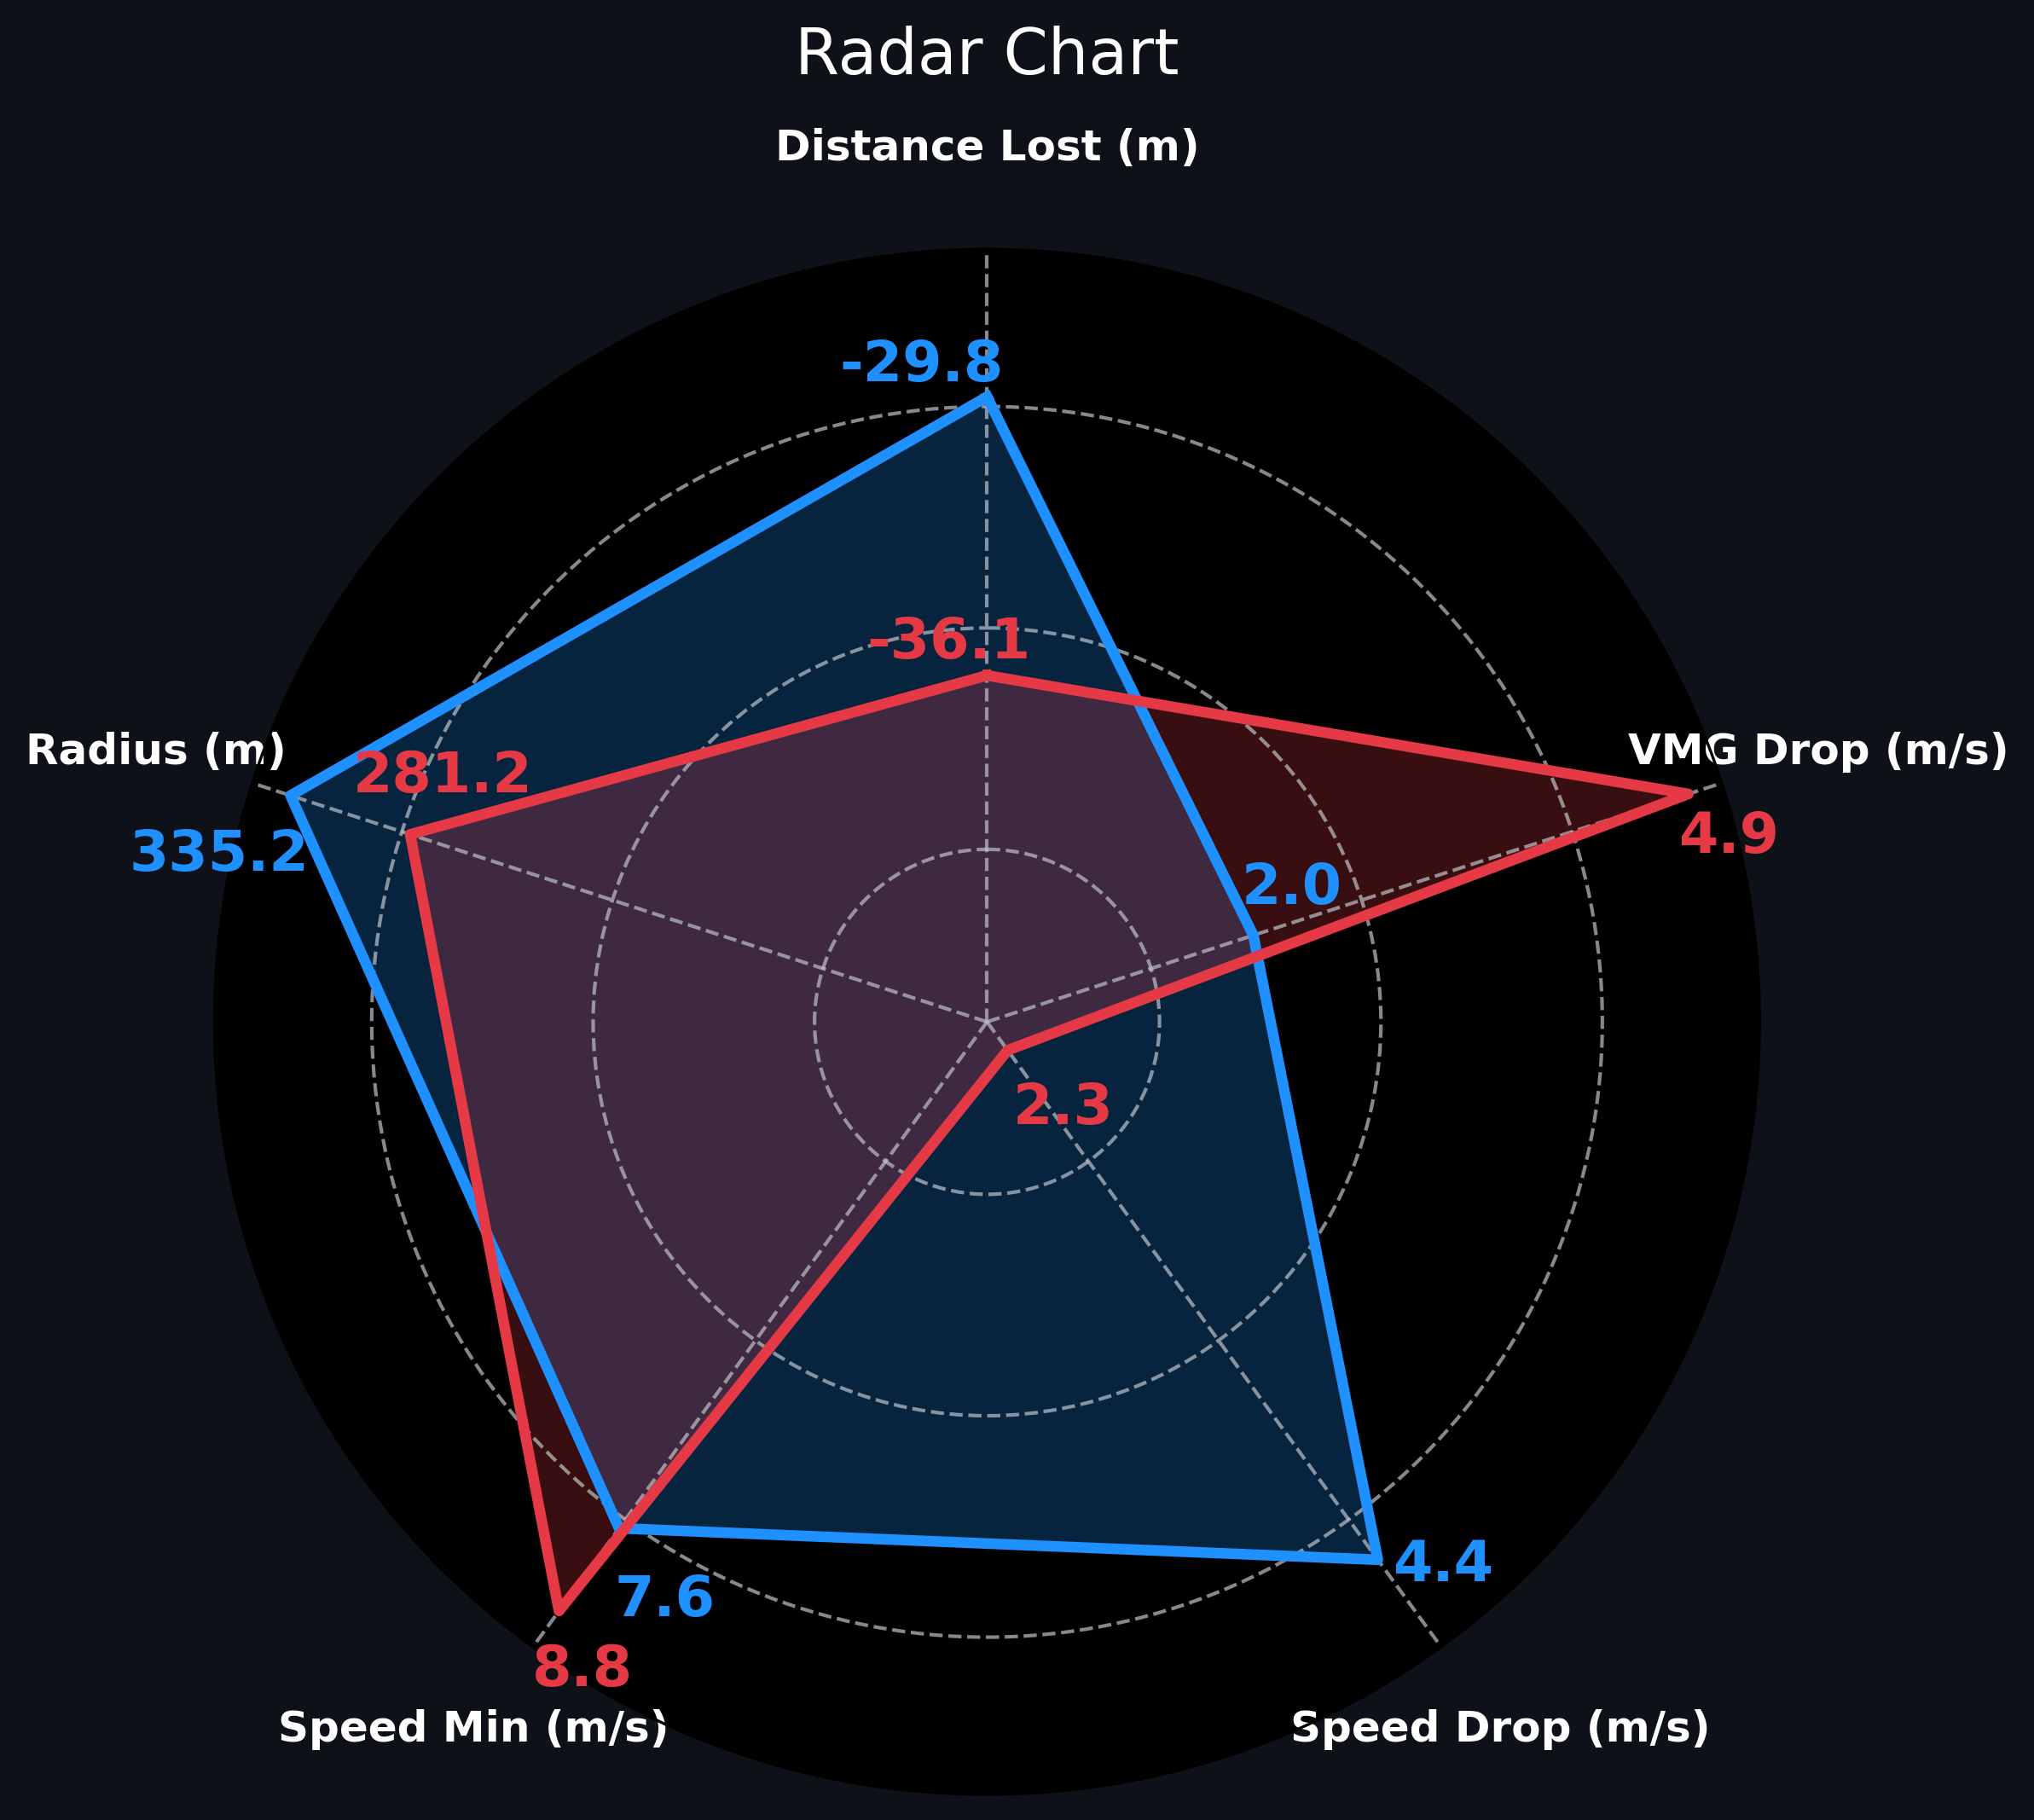 Radar Chart
Distance Lost (m)
-29.8
-36.1
Radius (m)
VMG Drop (m/s)
281.2
335.2
4.9
2.0
2.3
4.4
7.6
8.8
Speed Min (m/s)
Speed Drop (m/s)